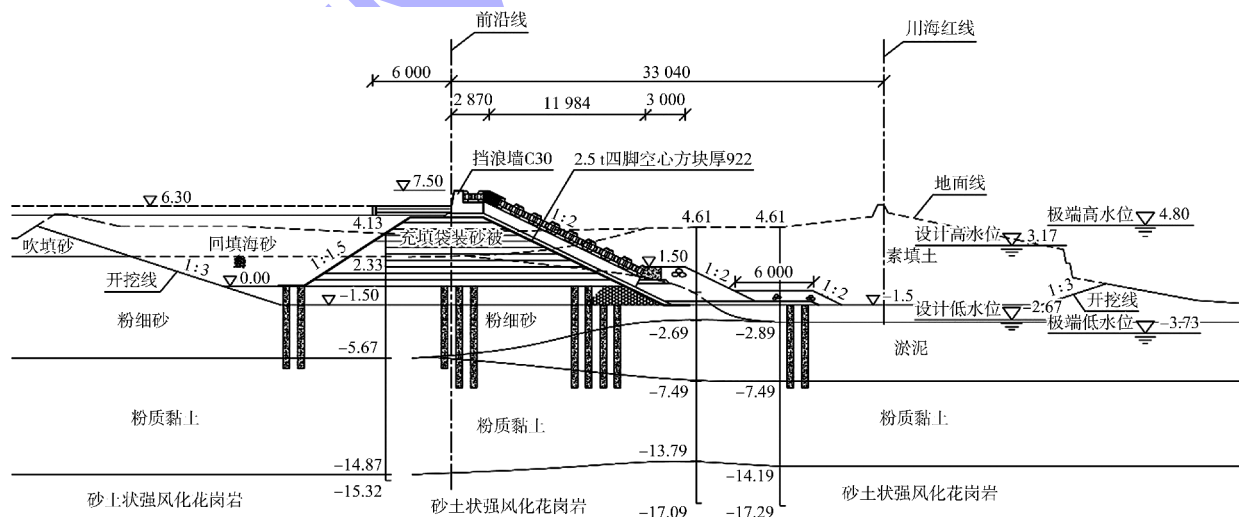 前沿线
川海红线
6 000
33 040
2 870
11 984
3 000
挡浪墙C30
2.5 t四脚空心方块厚922
7.50
6.30
地面线
4.13
1:2
4.61
4.61
极端高水位
4.80
吹填砂
回填海砂
1:1.5
充填袋装砂被
设计高水位
3.17
素填土
2.33
1.50
1:3
0.00
1:2
6 000
1:2
1:3
开挖线
开挖线
-1.50
-1.5
设计低水位
-2.67
粉细砂
粉细砂
-2.69
-2.89
极端低水位
-3.73
淤泥
-5.67
-7.49
-7.49
粉质黏上
粉质黏上
粉质黏上
-13.79
-14.87
-14.19
-15.32
砂上状强风化花岗岩
砂土状强风化花岗岩
砂土状强风化花岗岩
-17.09
-17.29